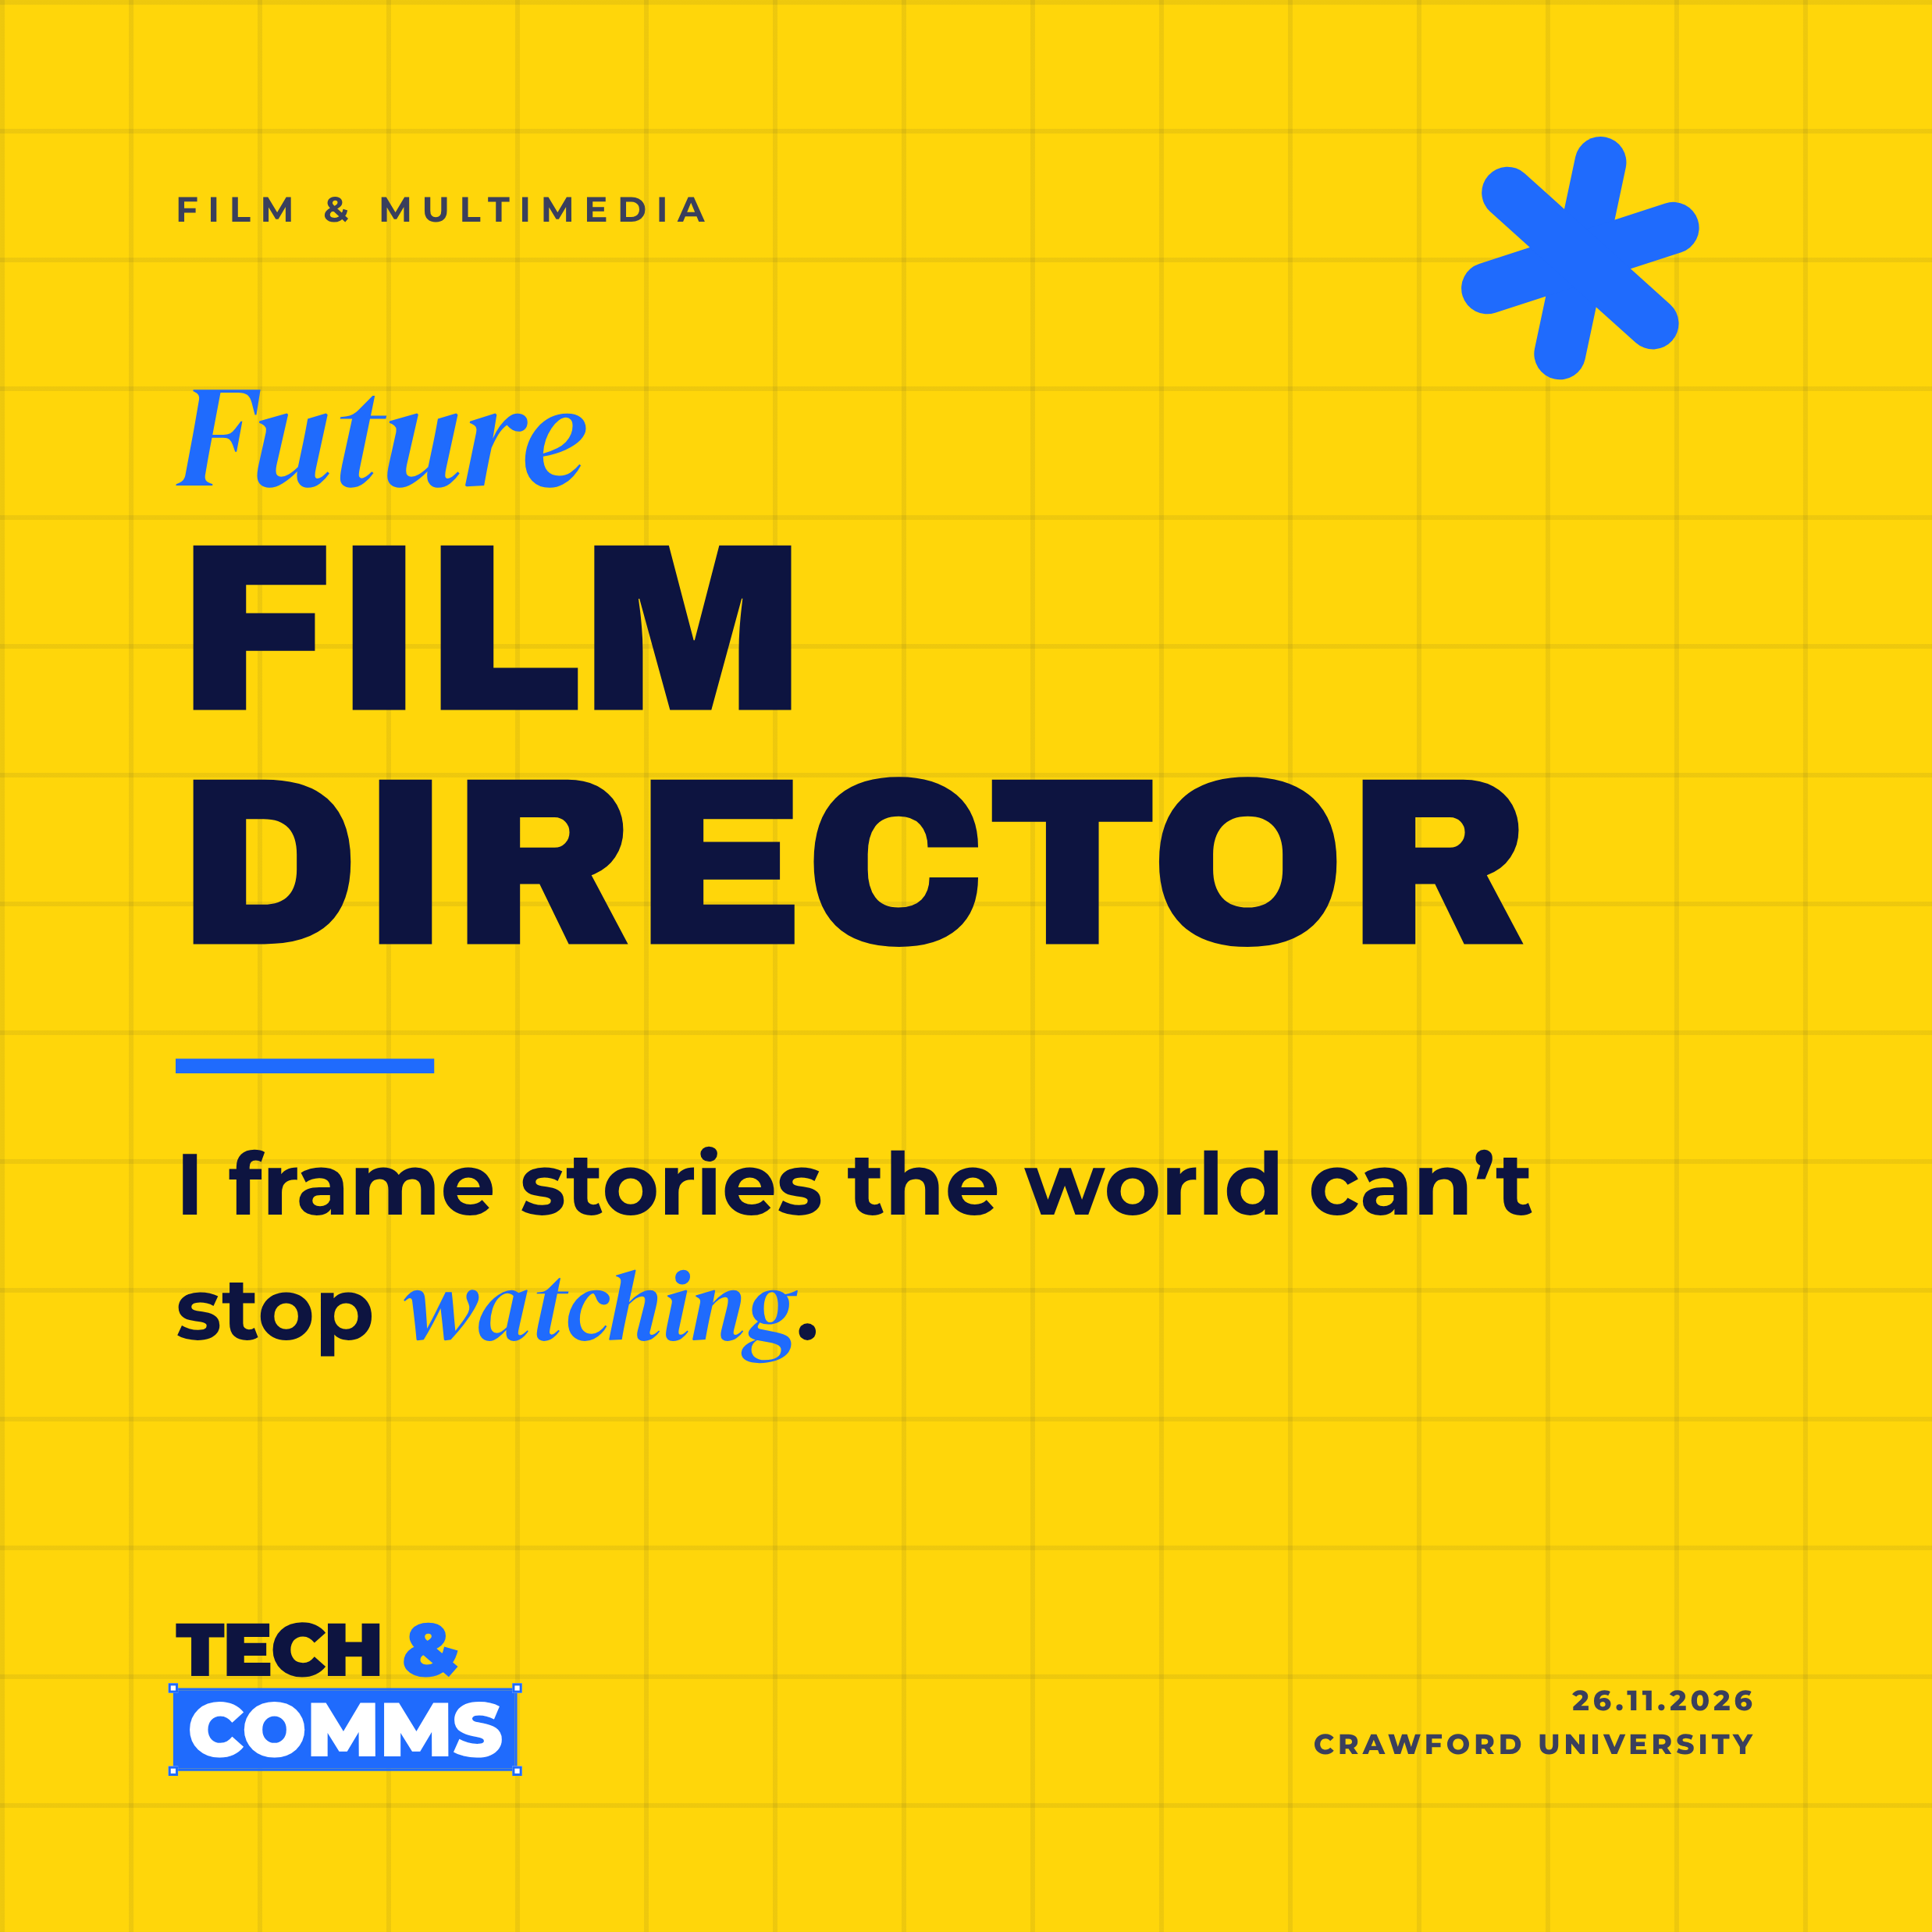 FILM & MULTIMEDIA
Future
FILM
DIRECTOR
I frame stories the world can’t
stop watching.
TECH &
COMMS
26.11.2026
CRAWFORD UNIVERSITY